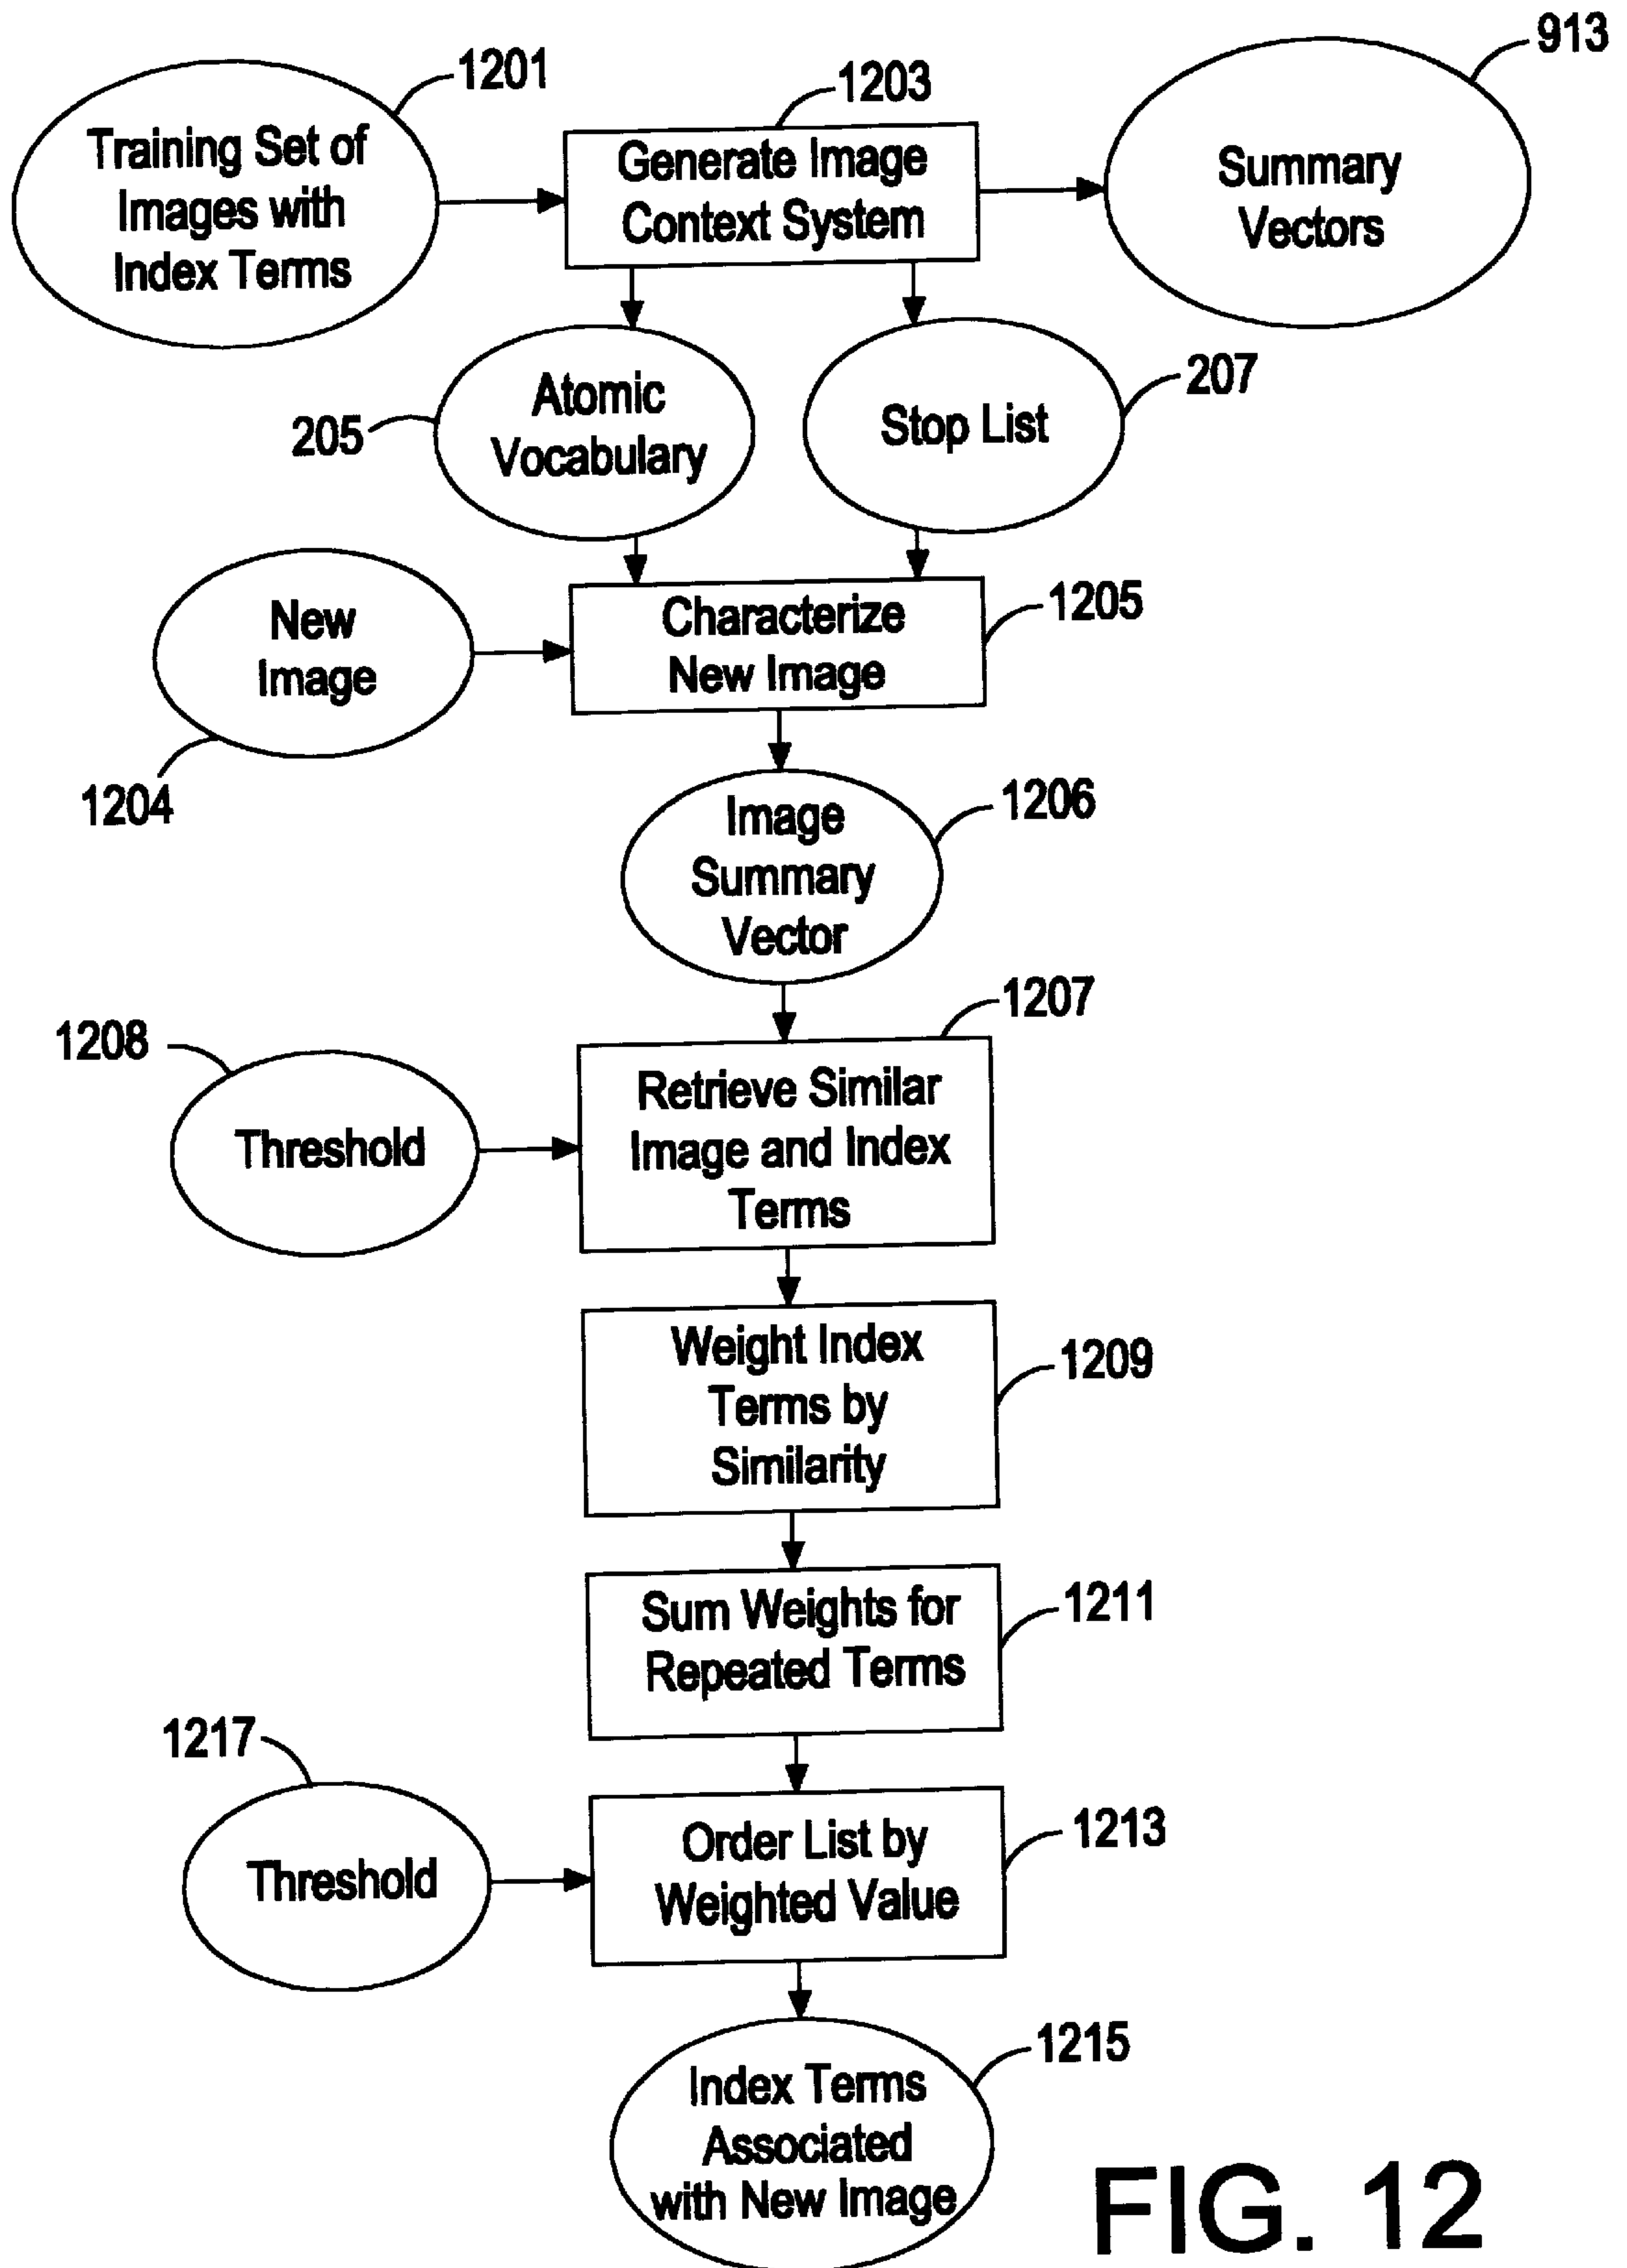 1201
Training Set of
Images with
Index Terms
1203
Generate Image
Context System
913
Summary
Vectors
205
Atomic
Vocabulary
207
Stop List
New
Image
1204
Characterize
New Image
1205
Image
Summary
Vector
1206
1207
1208
Threshold
Retrieve Similar
Image and Index
Terms
Weight Index
Terms by
Similarity
1209
Sum Weights for
Repeated Terms
1211
1217
Threshold
Order List by
Weighted Value
1213
1215
Index Terms
Associated
with New Image
FIG. 12